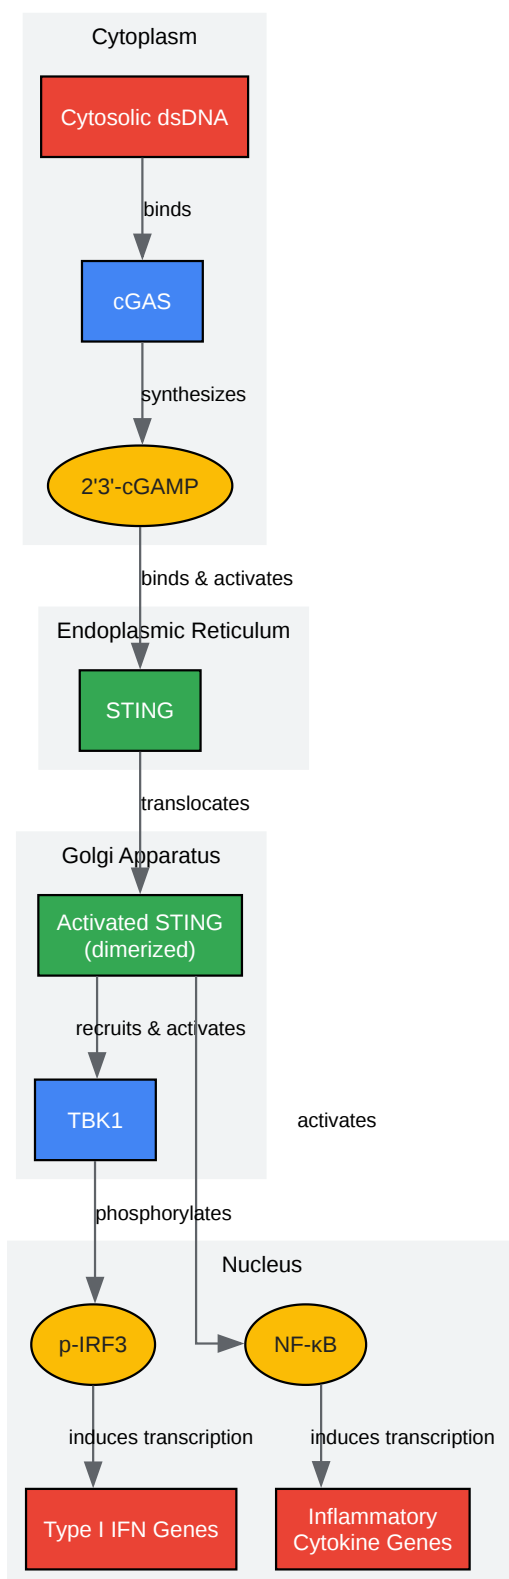 Cytoplasm
Cytosolic dsDNA
binds
cGAS
synthesizes
2'3'-cGAMP
binds & activates
Endoplasmic Reticulum
STING
translocates
Golgi Apparatus
Activated STING
(dimerized)
recruits & activates
TBK1
activates
phosphorylates
Nucleus
p-IRF3
NF-κB
induces transcription
induces transcription
Type I IFN Genes
Inflammatory
Cytokine Genes